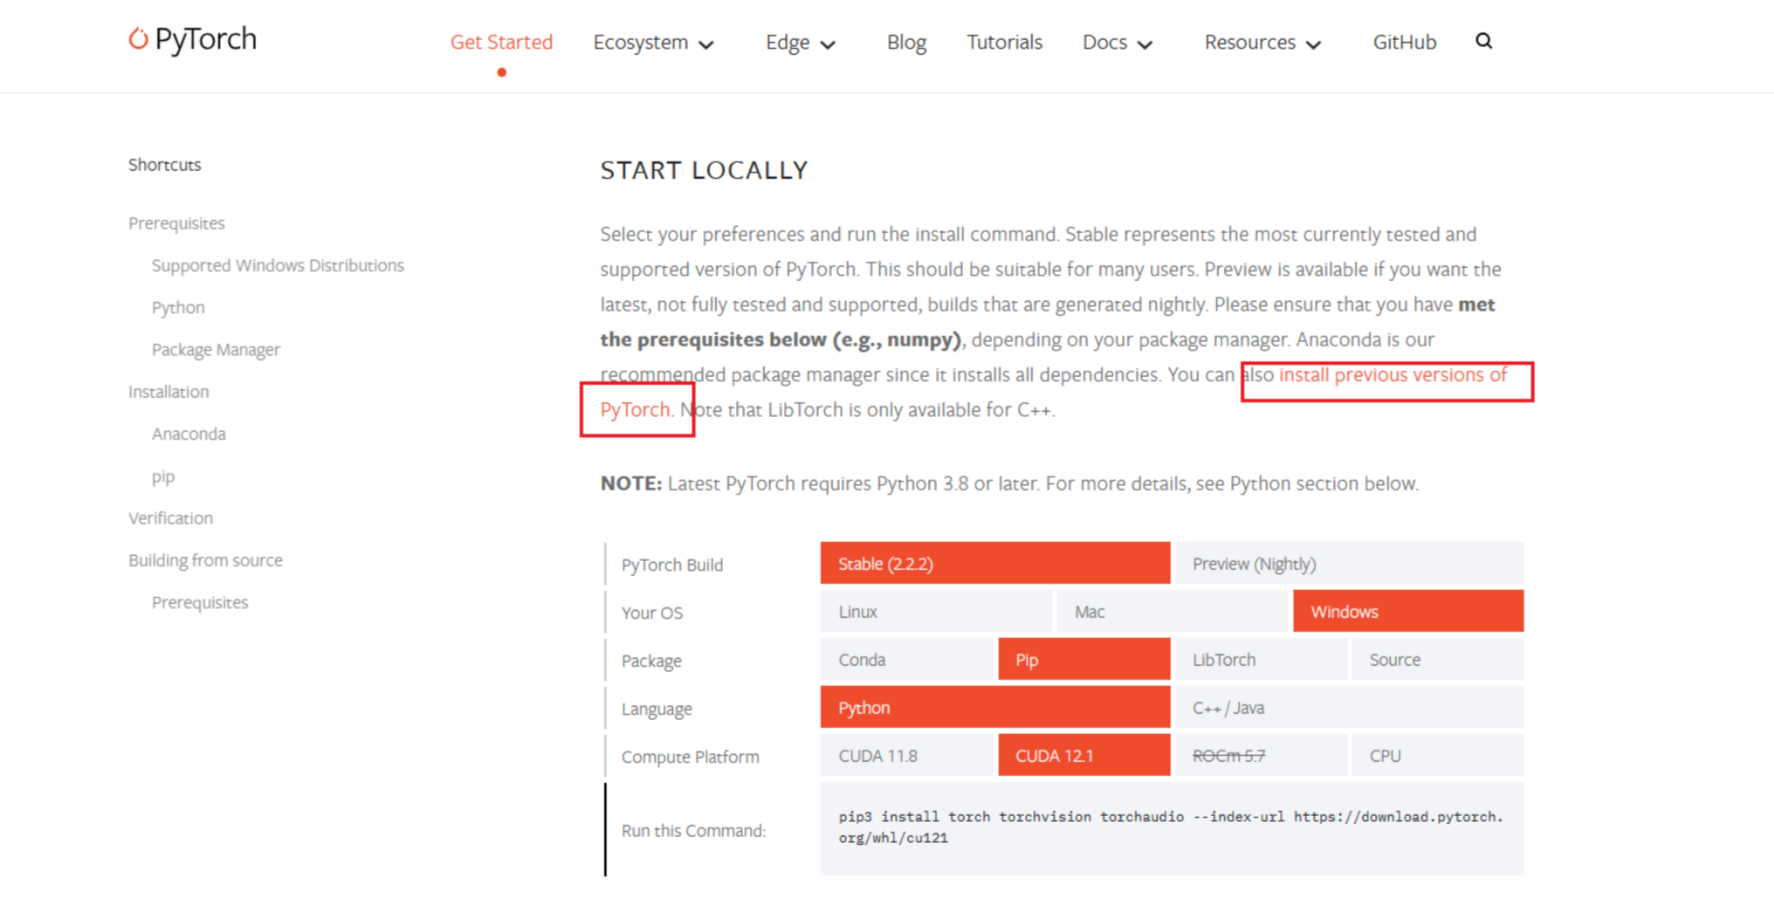 PyTorch
Get Started Ecosystem Edge Blog Tutorials Docs Resources GitHub
Shortcuts
Prerequisites
Supported Windows Distributions
Python
Package Manager
Installation
Anaconda
pip
Verification
Building from source
Prerequisites
START LOCALLY
Select your preferences and run the install command. Stable represents the most currently tested and
supported version of PyTorch. This should be suitable for many users. Preview is available if you want the
latest, not fully tested and supported, builds that are generated nightly. Please ensure that you have met
the prerequisites below (e.g., numpy), depending on your package manager. Anaconda is our
recommended package manager since it installs all dependencies. You can also install previous versions of
PyTorch. Note that LibTorch is only available for C++.
NOTE: Latest PyTorch requires Python 3.8 or later. For more details, see Python section below.
PyTorch Build Stable (2.2.2) Preview (Nightly)
Your OS Linux Mac Windows
Package Conda Pip LibTorch Source
Language Python C++ / Java
Compute Platform CUDA 11.8 CUDA 12.1 ROCm 5.7 CPU
Run this Command:
pip3 install torch torchvision torchaudio --index-url https://download.pytorch.
org/whl/cu121